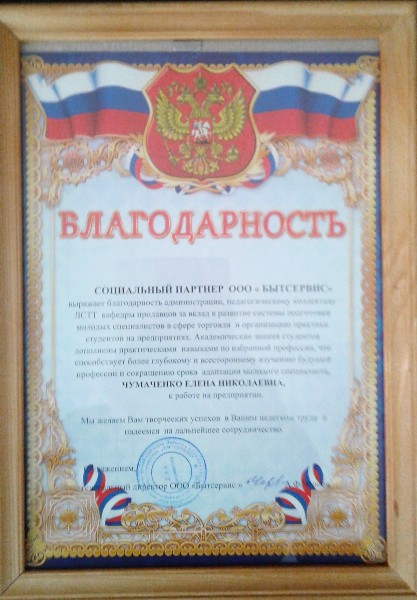 БЛАГОДАРНОСТЬ
СОЦИАЛЬНЫЙ ПАРТНЕР ООО « БЫТСЕРВИС»
выражает благодарность администрации, педагогическому коллективу
ЛСТТ кафедры продавцов за вклад в развитие системы подготовки
молодых специалистов в сфере торговли и организацию практики
студентов на предприятиях. Академические знания студентов
дополнены практическими навыками по избранной профессии, что
способствует более глубокому и всестороннему изучению будущей
профессии и сокращению срока адаптации молодого специалиста,
ЧУМАЧЕНКО ЕЛЕНА НИКОЛАЕВНА,
к работе на предприятии.
Мы желаем Вам творческих успехов в Вашем нелегком труде и
надеемся на дальнейшее сотрудничество.
директор ООО «Бытсервис »